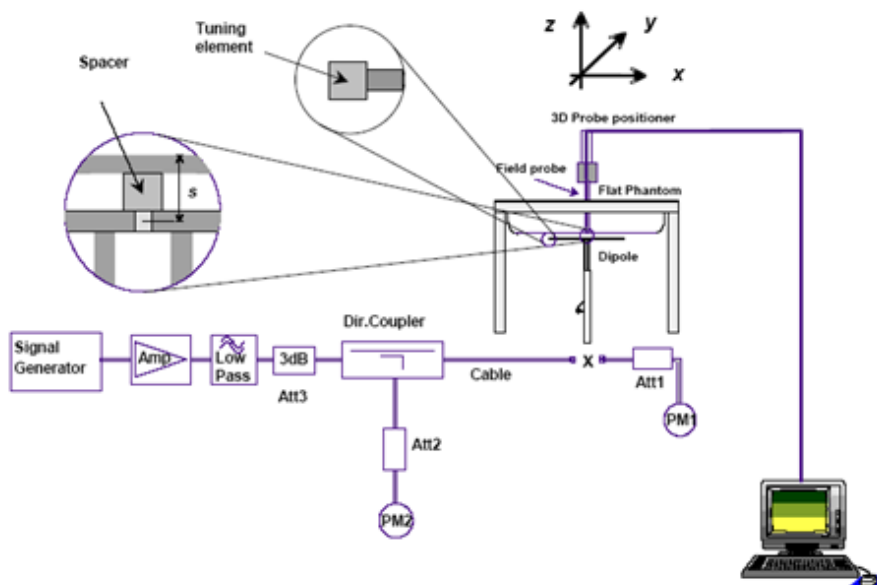 Tuning
element
Spacer
s
z
y
x
3D Probe positioner
Field probe
Flat Phantom
Dipole
Dir.Coupler
Signal
Generator
Amp
Low
Pass
3dB
Att3
Cable
x
Att1
PM1
Att2
PM2